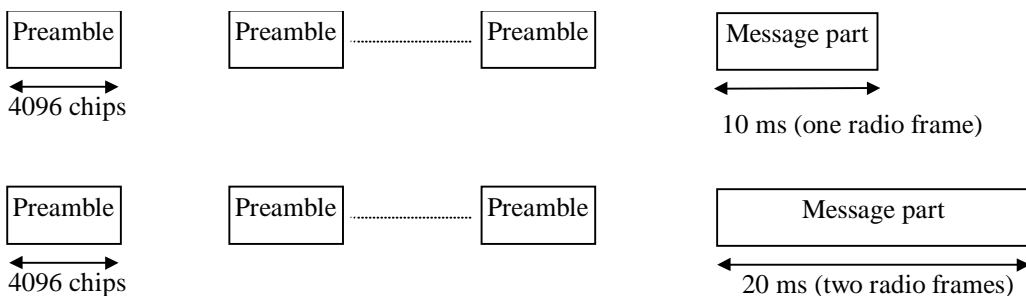 Preamble Preamble Preamble Message part
4096 chips
10 ms (one radio frame)
Preamble Preamble Preamble Message part
4096 chips 20 ms (two radio frames)